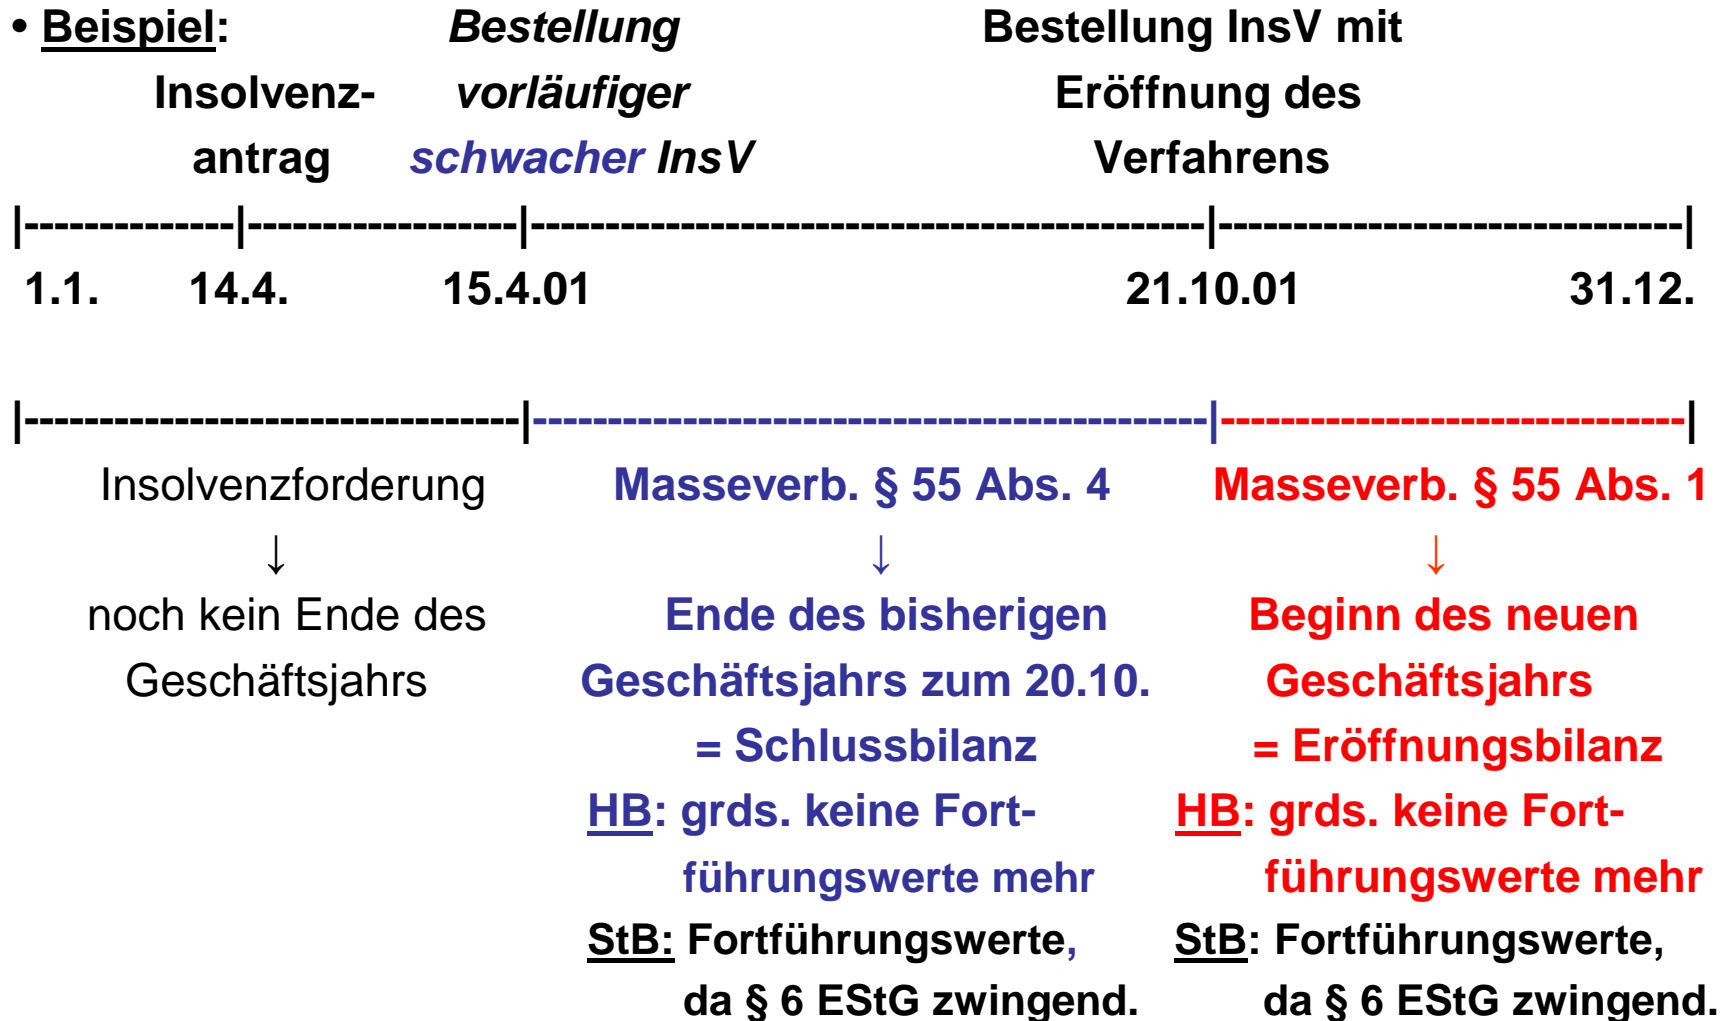 • Beispiel: Bestellung Bestellung InsV mit
Insolvenz- vorläufiger Eröffnung des
antrag schwacher InsV Verfahrens
|--------------|------------------|---------------------------------------------|-------------------------------|
1.1. 14.4. 15.4.01 21.10.01 31.12.
|---------------------------------|---------------------------------------------|-------------------------------|
Insolvenzforderung Masseverb. § 55 Abs. 4 Masseverb. § 55 Abs. 1
↓ ↓ ↓
noch kein Ende des Ende des bisherigen Beginn des neuen
Geschäftsjahrs Geschäftsjahrs zum 20.10. Geschäftsjahrs
= Schlussbilanz = Eröffnungsbilanz
HB: grds. keine Fort- HB: grds. keine Fort-
führungswerte mehr führungswerte mehr
StB: Fortführungswerte, StB: Fortführungswerte,
da § 6 EStG zwingend. da § 6 EStG zwingend.